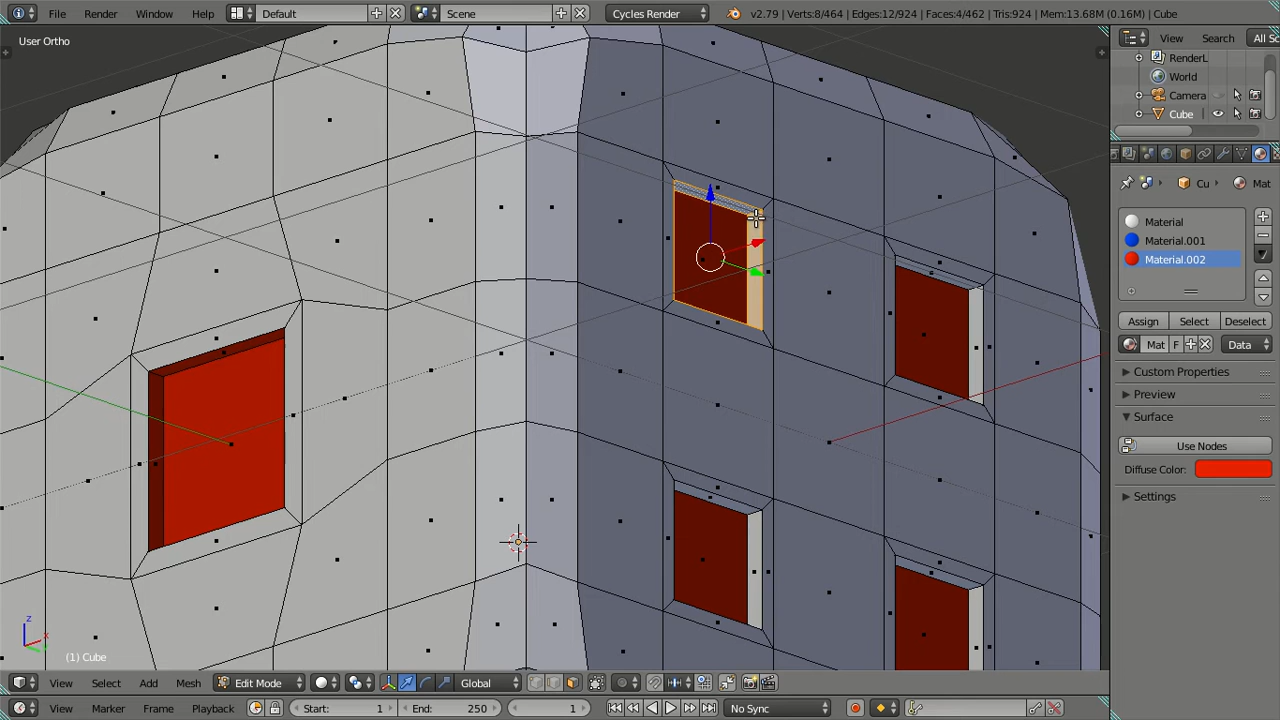 File Render Window Help Default Scene Cycles Render v2.79 | Verts:8/464 | Edges:12/924 | Faces:4/462 | Tris:924 | Mem:13.68M (0.16M) | Cube
User Ortho
View Search All S
RenderL
World
Camera
Cube
Cu Mat
Material
Material.001
Material.002
Assign Select Deselect
Mat F Data
Custom Properties
Preview
Surface
Use Nodes
Diffuse Color:
Settings
z
x
y
(1) Cube
View Select Add Mesh Edit Mode Global
View Marker Frame Playback Start: 1 End: 250 1 No Sync